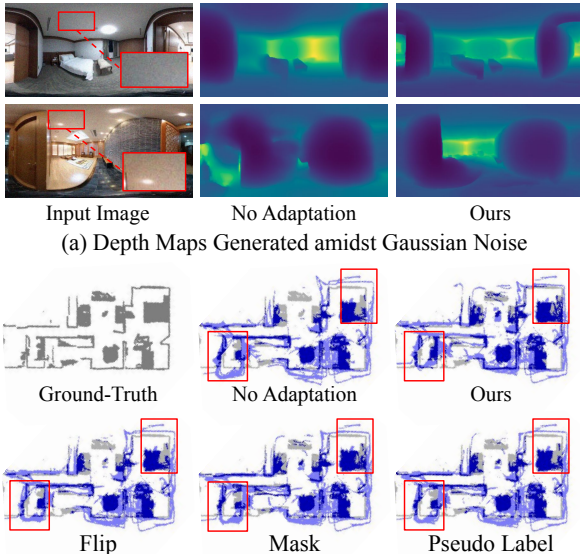 Input Image No Adaptation Ours
(a) Depth Maps Generated amidst Gaussian Noise
Ground-Truth No Adaptation Ours
Flip Mask Pseudo Label